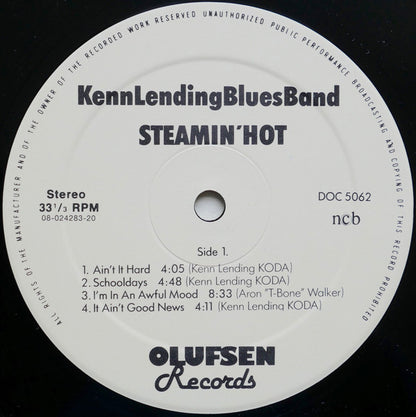 ALL RIGHTS OF THE MANUFACTURER AND OF THE OWNER OF THE RECORDED WORK RESERVED UNAUTHORIZED PUBLIC PERFORMANCE BROADCASTING AND COPYING OF THIS RECORD PROHIBITED
KennLendingBluesBand
STEAMIN'HOT
Stereo
33 1/3 RPM
08-024283-20
DOC 5062
ncb
Side 1.
1. Ain't It Hard 4:05 (Kenn Lending KODA)
2. Schooldays 4:48 (Kenn Lending KODA)
3. I'm In An Awful Mood 8:33 (Aron "T-Bone" Walker)
4. It Ain't Good News 4:11 (Kenn Lending KODA)
OLUFSEN
Records